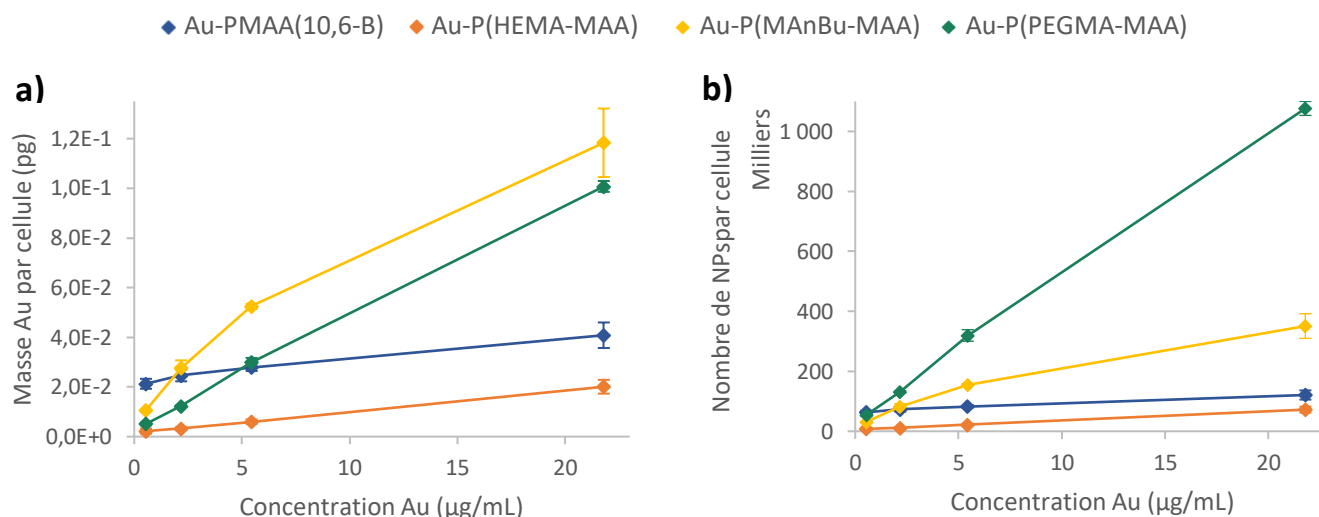 Au-PMAA(10,6-B) Au-P(HEMA-MAA) Au-P(MAnBu-MAA) Au-P(PEGMA-MAA)
a)
Masse Au par cellule (pg)
1,2E-1
1,0E-1
8,0E-2
6,0E-2
4,0E-2
2,0E-2
0,0E+0
0 5 10 15 20
Concentration Au (µg/mL)
b)
Nombre de NPspar cellule
Milliers
1 000
800
600
400
200
0
0 5 10 15 20
Concentration Au (µg/mL)